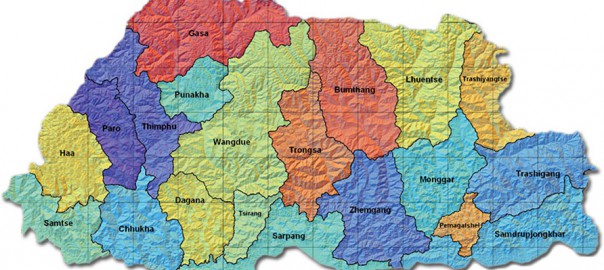 Gasa
Punakha
Lhuentse
Trashiyangtse
Bumthang
Paro
Thimphu
Wangdue
Haa
Trongsa
Trashigang
Monggar
Dagana
Zhemgang
Tsirang
Samtse
Chhukha
Pemagatshel
Sarpang
Samdrupjongkhar